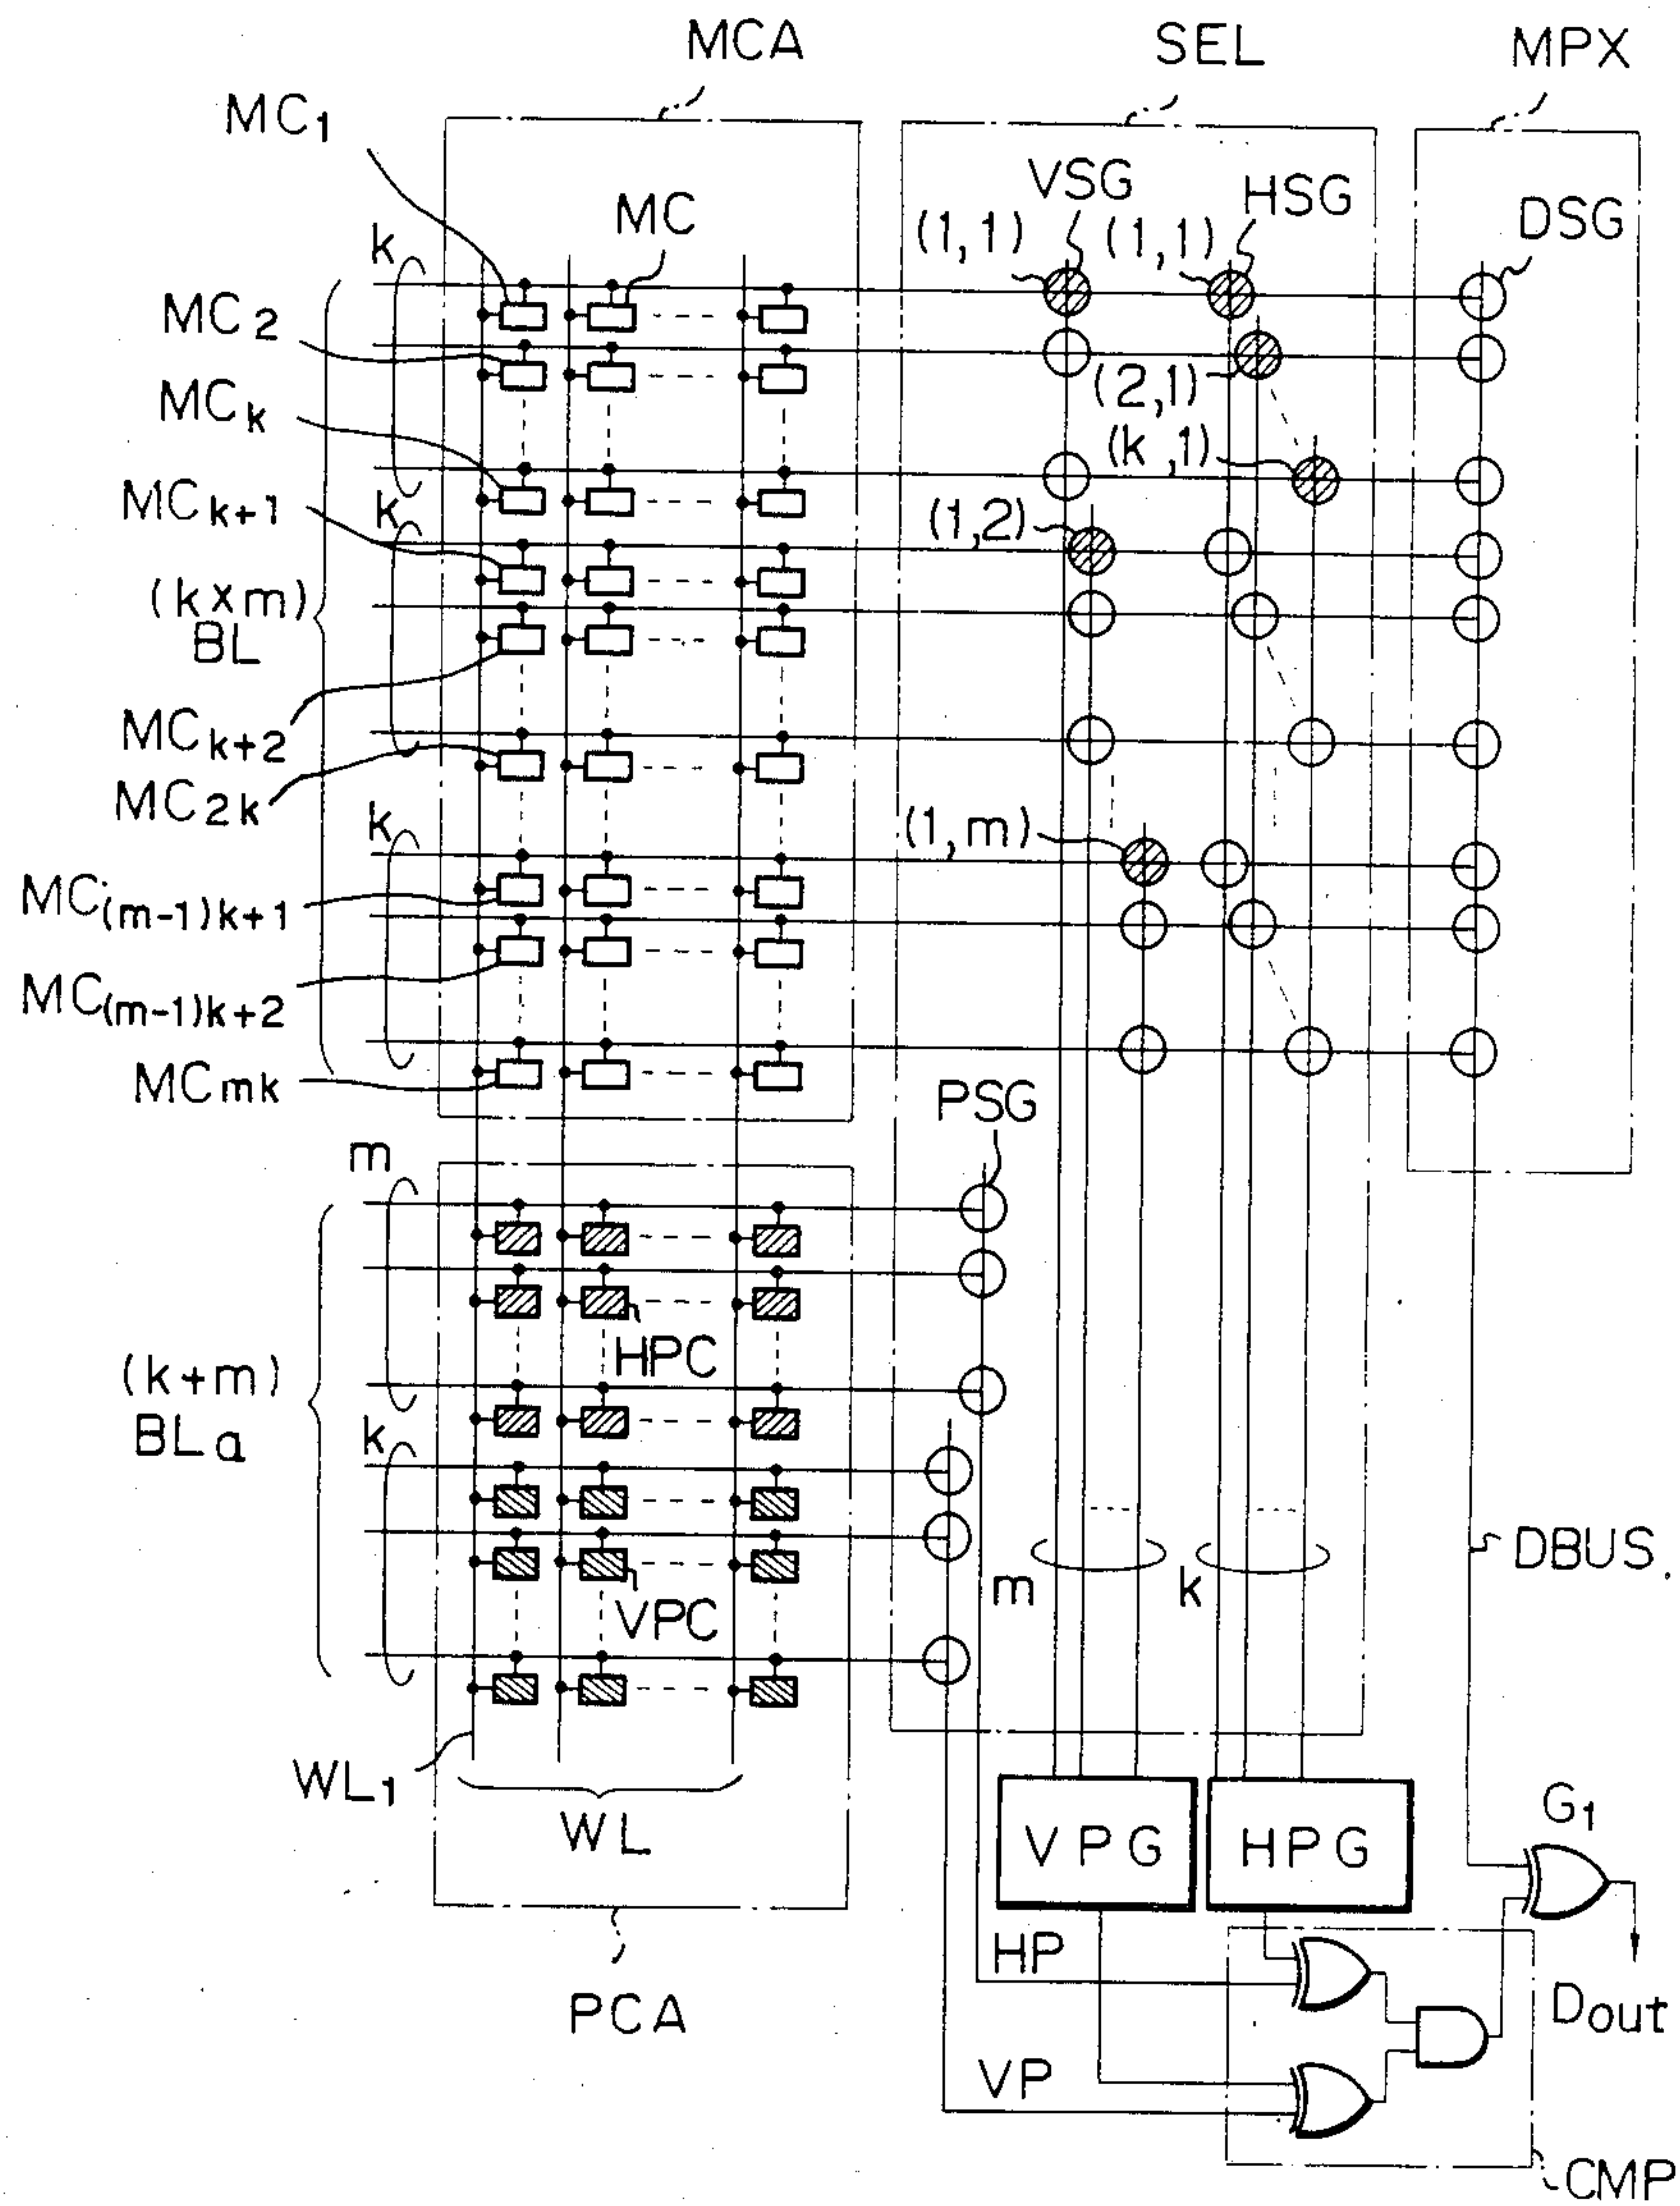 MCA
SEL
MPX
MC1
VSG
HSG
MC
DSG
(1,1)
(1,1)
k
MC2
(2,1)
MCk
(k,1)
k
MCk+1
(1,2)
(k×m)
BL
MCk+2
MC2k
k
(1,m)
MC(m-1)k+1
MC(m-1)k+2
MCmk
PSG
m
HPC
(k+m)
BLa
k
DBUS
m
k
VPC
WL1
WL
G1
VPG
HPG
HP
PCA
Dout
VP
CMP